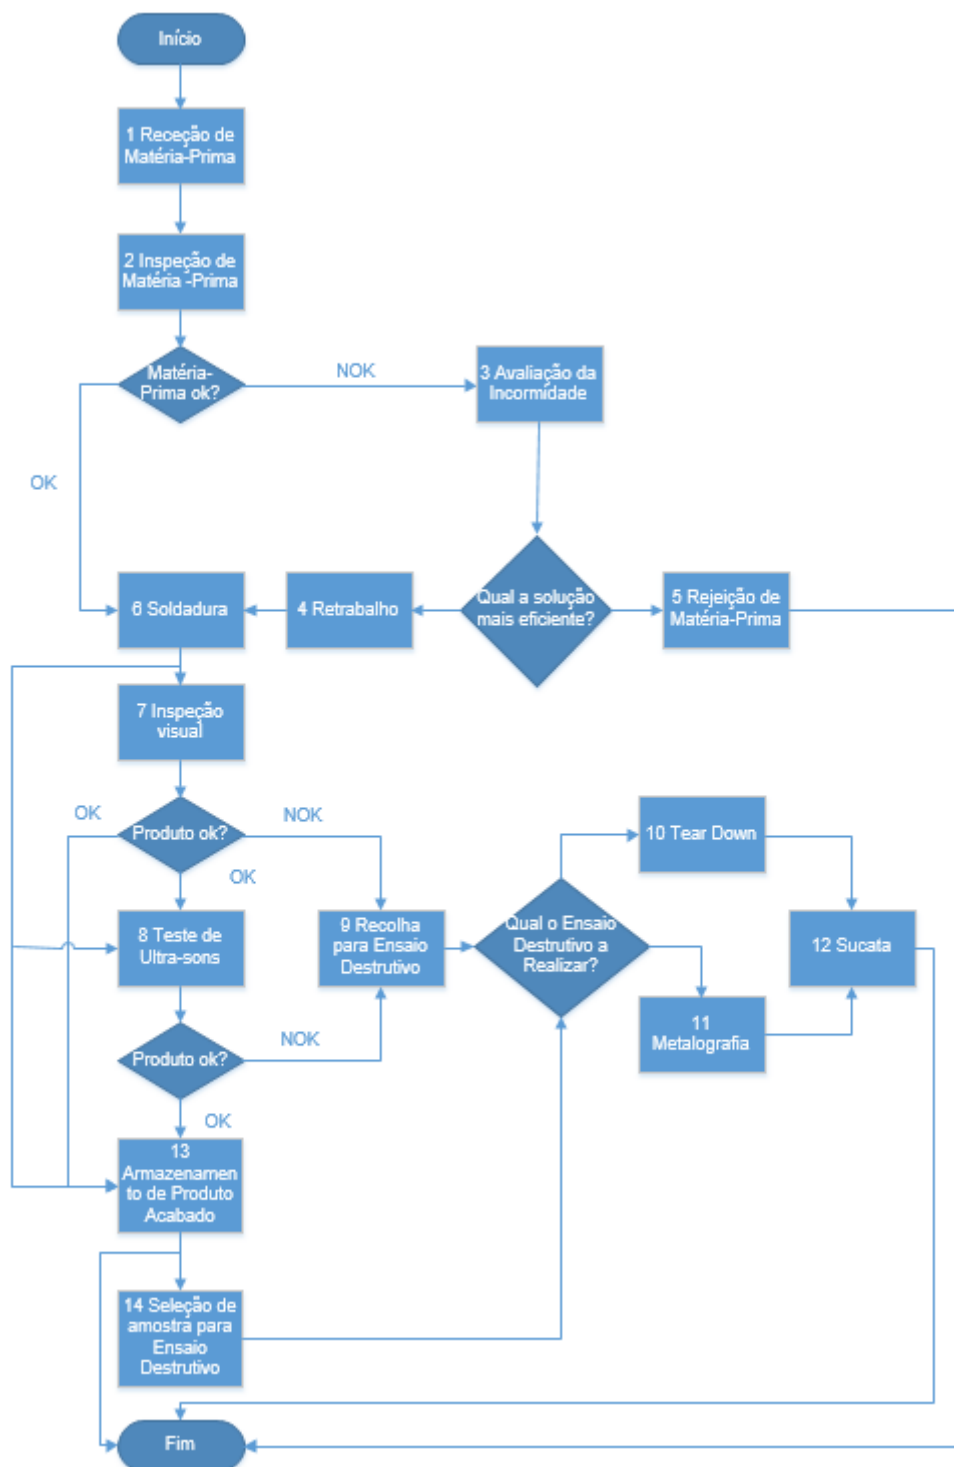 Início
1 Receção de
Matéria-Prima
2 Inspeção de
Matéria -Prima
Matéria-
Prima ok?
NOK
3 Avaliação da
Incormidade
OK
6 Soldadura
4 Retrabalho
Qual a solução
mais eficiente?
5 Rejeição de
Matéria-Prima
7 Inspeção
visual
OK
Produto ok?
NOK
OK
10 Tear Down
8 Teste de
Ultra-sons
9 Recolha
para Ensaio
Destrutivo
Qual o Ensaio
Destrutivo a
Realizar?
12 Sucata
11
Metalografia
Produto ok?
NOK
OK
13
Armazenamen
to de Produto
Acabado
14 Seleção de
amostra para
Ensaio
Destrutivo
Fim